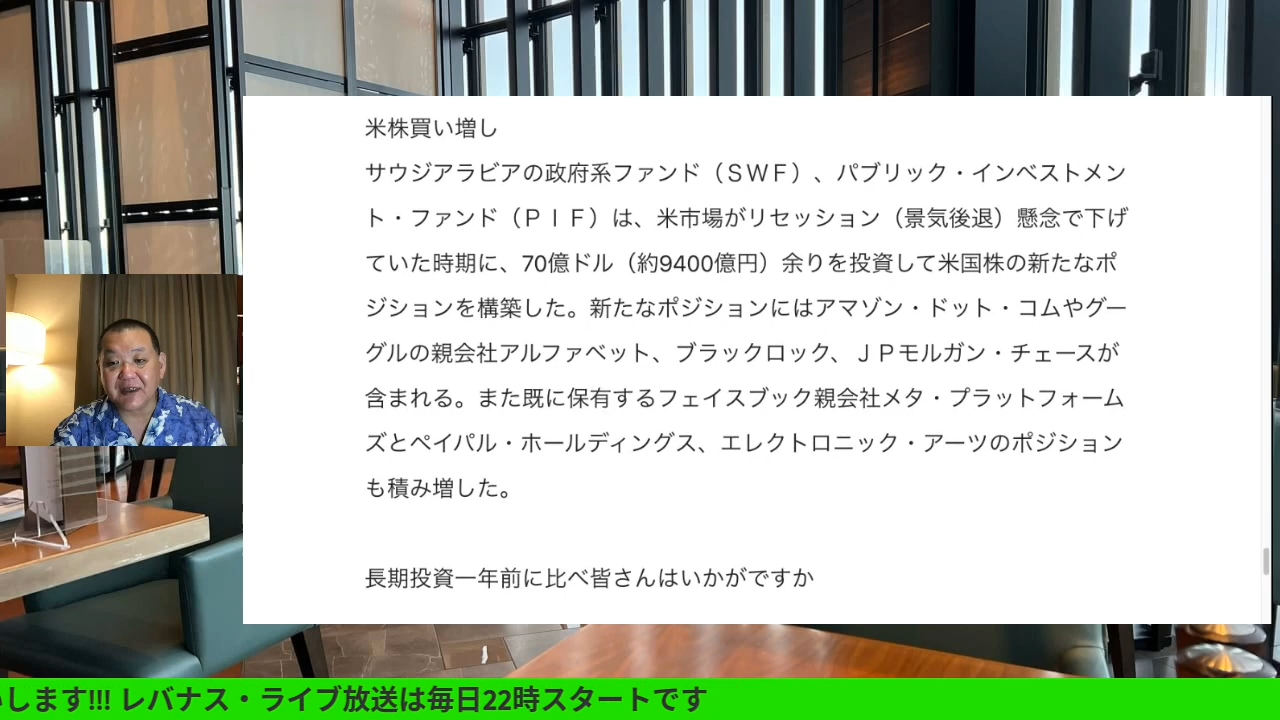 米株買い増し
サウジアラビアの政府系ファンド（ＳＷＦ）、パブリック・インベストメン
ト・ファンド（ＰＩＦ）は、米市場がリセッション（景気後退）懸念で下げ
ていた時期に、70億ドル（約9400億円）余りを投資して米国株の新たなポ
ジションを構築した。新たなポジションにはアマゾン・ドット・コムやグー
グルの親会社アルファベット、ブラックロック、ＪＰモルガン・チェースが
含まれる。また既に保有するフェイスブック親会社メタ・プラットフォーム
ズとペイパル・ホールディングス、エレクトロニック・アーツのポジション
も積み増した。
長期投資一年前に比べ皆さんはいかがですか
します!!! レバナス・ライブ放送は毎日22時スタートです